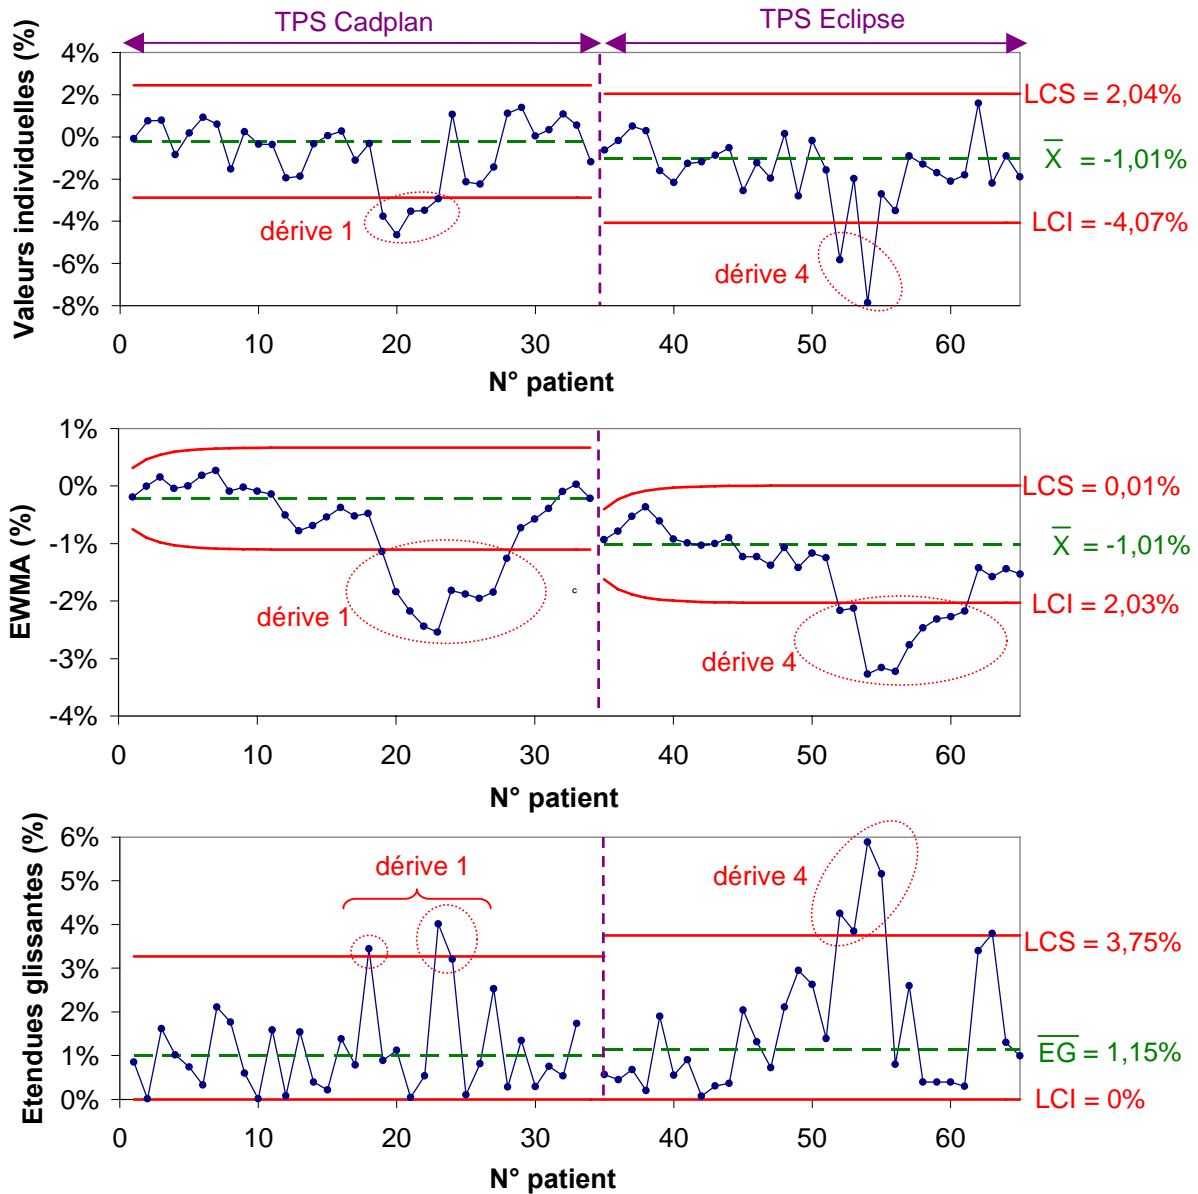 TPS Cadplan
TPS Eclipse
Valeurs individuelles (%)
4%
2%
0%
-2%
-4%
-6%
-8%
LCS = 2,04%
X = -1,01%
LCI = -4,07%
dérive 1
dérive 4
0 10 20 30 40 50 60
N° patient
EWMA (%)
1%
0%
-1%
-2%
-3%
-4%
LCS = 0,01%
X = -1,01%
LCI = 2,03%
dérive 1
c
dérive 4
0 10 20 30 40 50 60
N° patient
Etendues glissantes (%)
6%
5%
4%
3%
2%
1%
0%
dérive 1
dérive 4
LCS = 3,75%
EG = 1,15%
LCI = 0%
0 10 20 30 40 50 60
N° patient